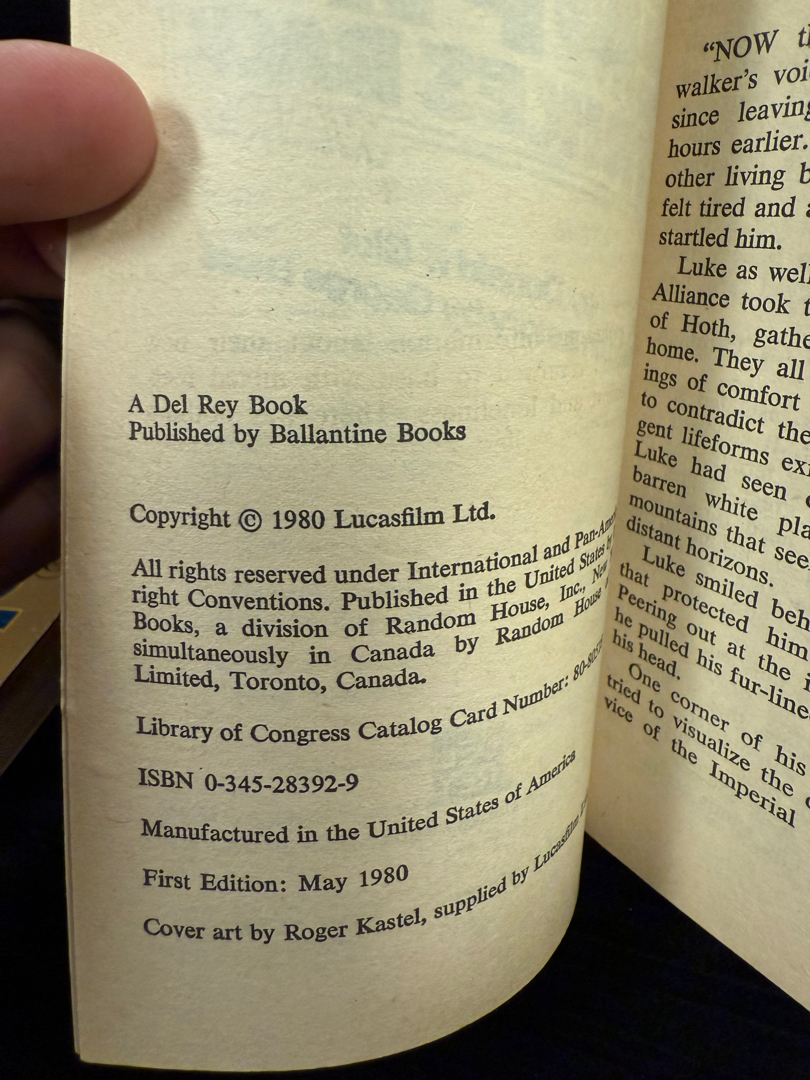 A Del Rey Book
Published by Ballantine Books
Copyright © 1980 Lucasfilm Ltd.
All rights reserved under International and
right Conventions. Published in the United States
Books, a division of Random House, Inc.,
simultaneously in Canada by Random House
Limited, Toronto, Canada.
Library of Congress Catalog Card Number:
ISBN 0-345-28392-9
Manufactured in the United States of America
First Edition: May 1980
Cover art by Roger Kastel, supplied by Lucasfilm
“NOW
walker's
since leaving
hours earlier.
other living
felt tired and
startled him.
Luke as well
Alliance took
of Hoth,
home. They all
ings of comfort
to contradict the
gent lifeforms
Luke had seen
barren white
mountains that
distant horizons.
Luke smiled
that protected him
Peering out at the
he pulled his
his head.
One corner of his
tried to visualize the
vice of the Imperial